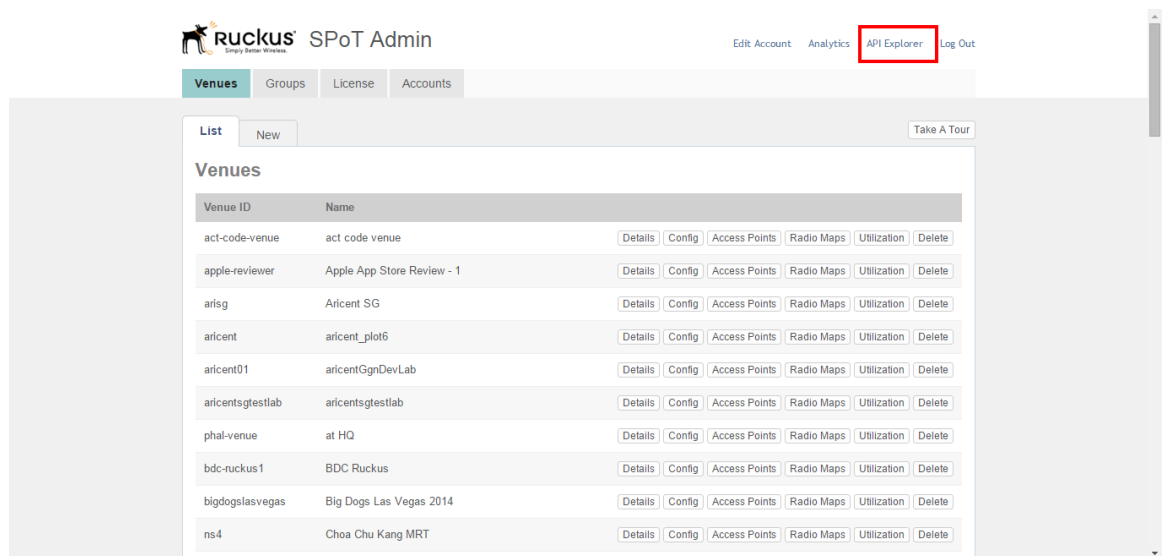 Ruckus SPoT Admin
Simply Better Wireless.
Edit Account Analytics API Explorer Log Out
Venues Groups License Accounts
List New Take A Tour
Venues
Venue ID Name
act-code-venue act code venue Details Config Access Points Radio Maps Utilization Delete
apple-reviewer Apple App Store Review - 1 Details Config Access Points Radio Maps Utilization Delete
arisg Aricent SG Details Config Access Points Radio Maps Utilization Delete
aricent aricent_plot6 Details Config Access Points Radio Maps Utilization Delete
aricent01 aricentGgnDevLab Details Config Access Points Radio Maps Utilization Delete
aricentsgtestlab aricentsgtestlab Details Config Access Points Radio Maps Utilization Delete
phal-venue at HQ Details Config Access Points Radio Maps Utilization Delete
bdc-ruckus1 BDC Ruckus Details Config Access Points Radio Maps Utilization Delete
bigdogslasvegas Big Dogs Las Vegas 2014 Details Config Access Points Radio Maps Utilization Delete
ns4 Choa Chu Kang MRT Details Config Access Points Radio Maps Utilization Delete